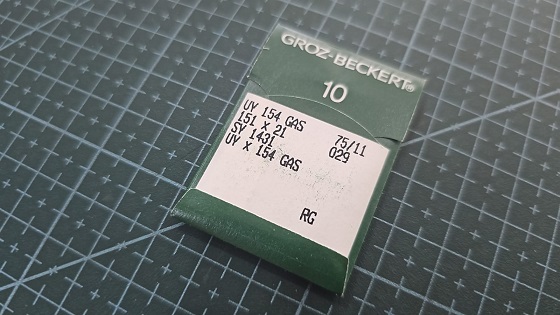 GROZ-BECKERT®
10
UY 154 GAS 75/11
151 X 21 029
SY 1431
UY X 154 GAS
RG